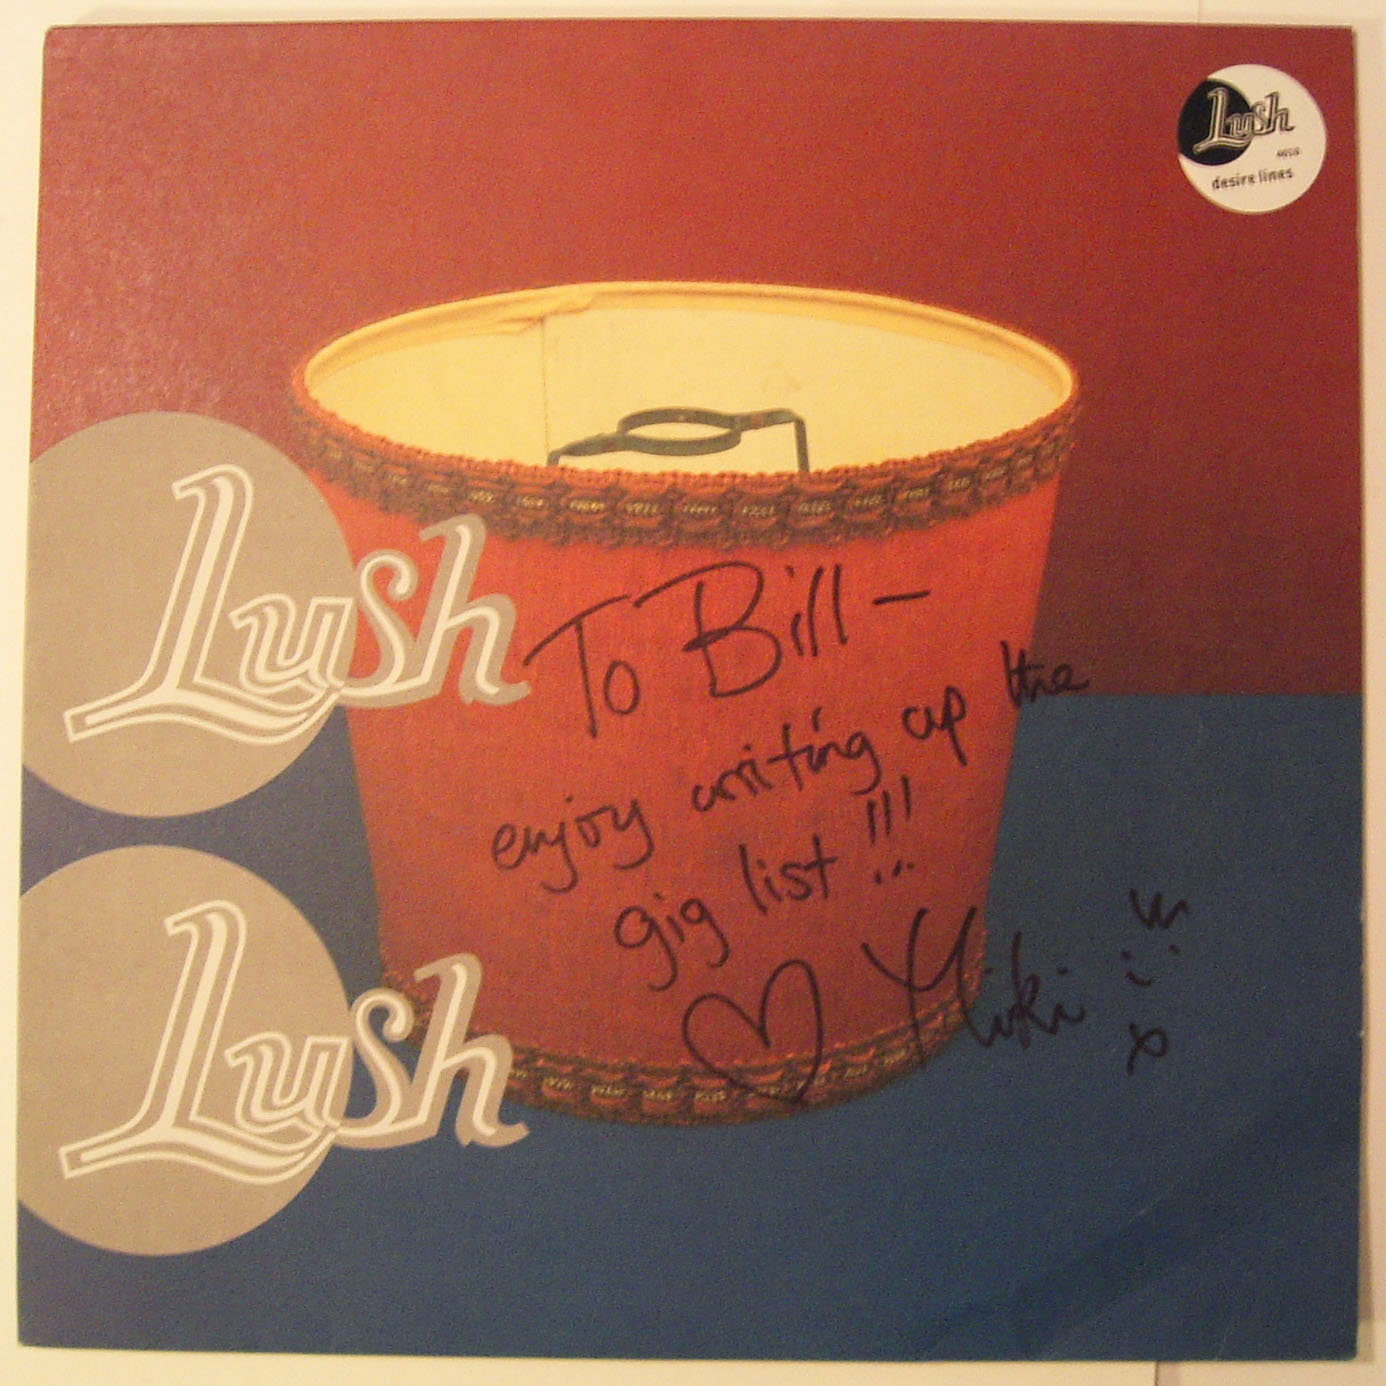 Lush
desire lines
Lush
To Bill —
enjoy writing up the
gig list!!!
♡ Miki
x
Lush